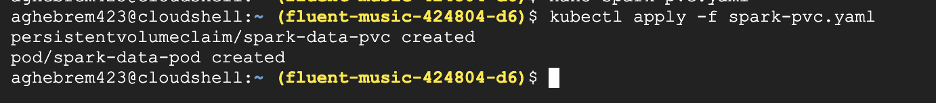 aghebrem423@cloudshell:~ (fluent-music-424804-d6)$ kubectl apply -f spark-pvc.yaml
persistentvolumeclaim/spark-data-pvc created
pod/spark-data-pod created
aghebrem423@cloudshell:~ (fluent-music-424804-d6)$